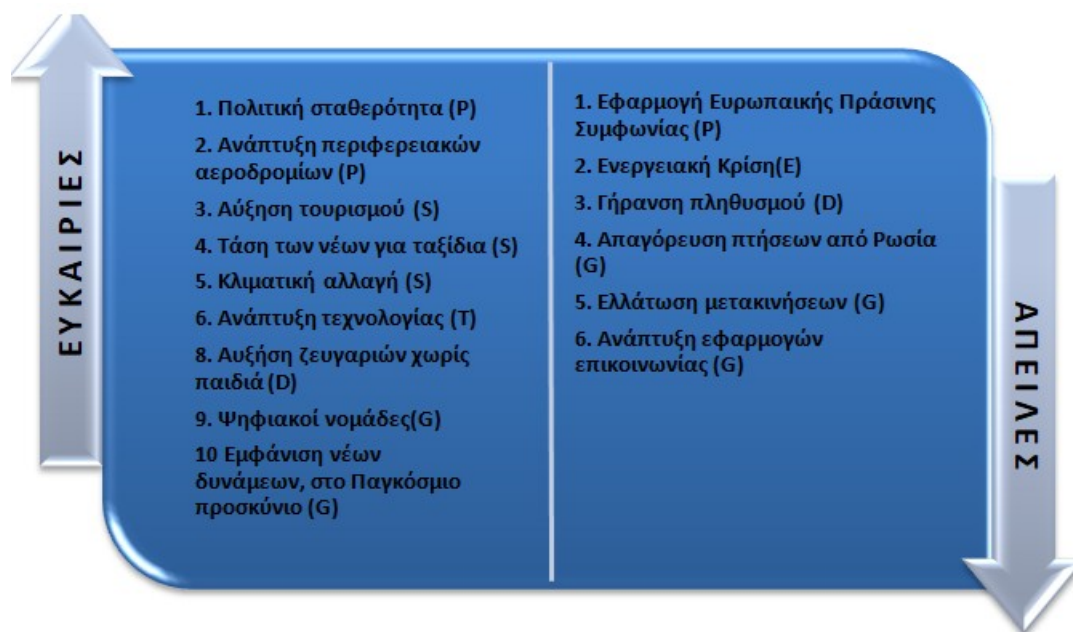 ΕΥΚΑΙΡΙΕΣ
1. Πολιτική σταθερότητα (P)
2. Ανάπτυξη περιφερειακών
αεροδρομίων (P)
3. Αύξηση τουρισμού (S)
4. Τάση των νέων για ταξίδια (S)
5. Κλιματική αλλαγή (S)
6. Ανάπτυξη τεχνολογίας (T)
8. Αυξήση ζευγαριών χωρίς
παιδιά (D)
9. Ψηφιακοί νομάδες(G)
10 Εμφάνιση νέων
δυνάμεων, στο Παγκόσμιο
προσκύνιο (G)
1. Εφαρμογή Ευρωπαικής Πράσινης
Συμφωνίας (P)
2. Ενεργειακή Κρίση(E)
3. Γήρανση πληθυσμού (D)
4. Απαγόρευση πτήσεων από Ρωσία
(G)
5. Ελλάτωση μετακινήσεων (G)
6. Ανάπτυξη εφαρμογών
επικοινωνίας (G)
ΑΠΕΙΛΕΣ